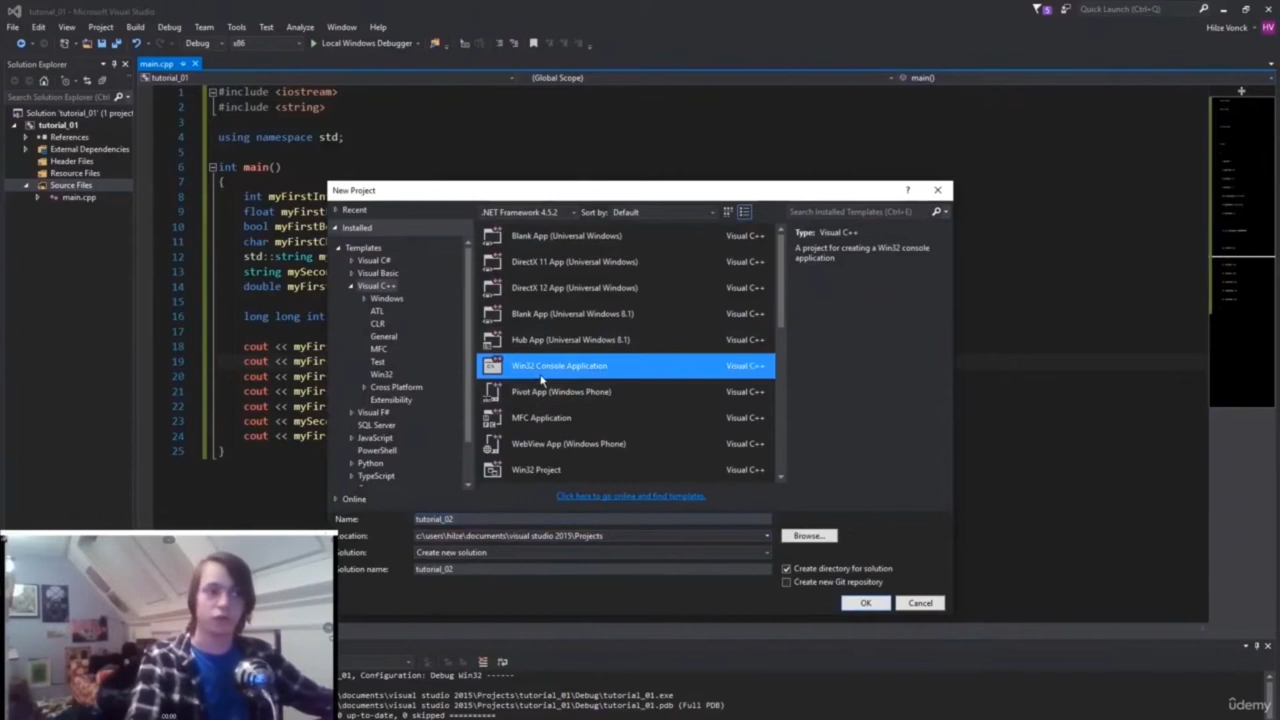 tutorial_01 - Microsoft Visual Studio
5
Quick Launch (Ctrl+Q)
File Edit View Project Build Debug Team Tools Test Analyze Window Help
Hilze Vonck HV
Debug x86 Local Windows Debugger
Solution Explorer
main.cpp
tutorial_01 (Global Scope) main()
Search Solution Explorer (Ctrl
Solution 'tutorial_01' (1 project
tutorial_01
References
External Dependencies
Header Files
Resource Files
Source Files
main.cpp
1 #include <iostream>
2 #include <string>
3
4 using namespace std;
5
6 int main()
7 {
8 int myFirstIn
9 float myFirs
10 bool myFirstB
11 char myFirstC
12 std::string m
13 string mySeco
14 double myFirs
15
16 long long int
17
18 cout << myFir
19 cout << myFir
20 cout << myFir
21 cout << myFir
22 cout << myFir
23 cout << mySec
24 cout << myFir
25 }
New Project
? ×
Recent
Installed
.NET Framework 4.5.2 Sort by: Default
Search Installed Templates (Ctrl+E)
Templates
Visual C#
Visual Basic
Visual C++
Windows
ATL
CLR
General
MFC
Test
Win32
Cross Platform
Extensibility
Visual F#
SQL Server
JavaScript
PowerShell
Python
TypeScript
Online
Blank App (Universal Windows) Visual C++
DirectX 11 App (Universal Windows) Visual C++
DirectX 12 App (Universal Windows) Visual C++
Blank App (Universal Windows 8.1) Visual C++
Hub App (Universal Windows 8.1) Visual C++
Win32 Console Application Visual C++
Pivot App (Windows Phone) Visual C++
MFC Application Visual C++
WebView App (Windows Phone) Visual C++
Win32 Project Visual C++
Click here to go online and find templates.
Type: Visual C++
A project for creating a Win32 console
application
Name: tutorial_02
Location: c:\users\hilze\documents\visual studio 2015\Projects
Browse...
Solution: Create new solution
Solution name: tutorial_02
Create directory for solution
Create new Git repository
OK Cancel
_01, Configuration: Debug Win32 ------
\documents\visual studio 2015\Projects\tutorial_01\Debug\tutorial_01.exe
\documents\visual studio 2015\Projects\tutorial_01\Debug\tutorial_01.pdb (Full PDB)
0 up-to-date, 0 skipped ==========
00:00
udemy